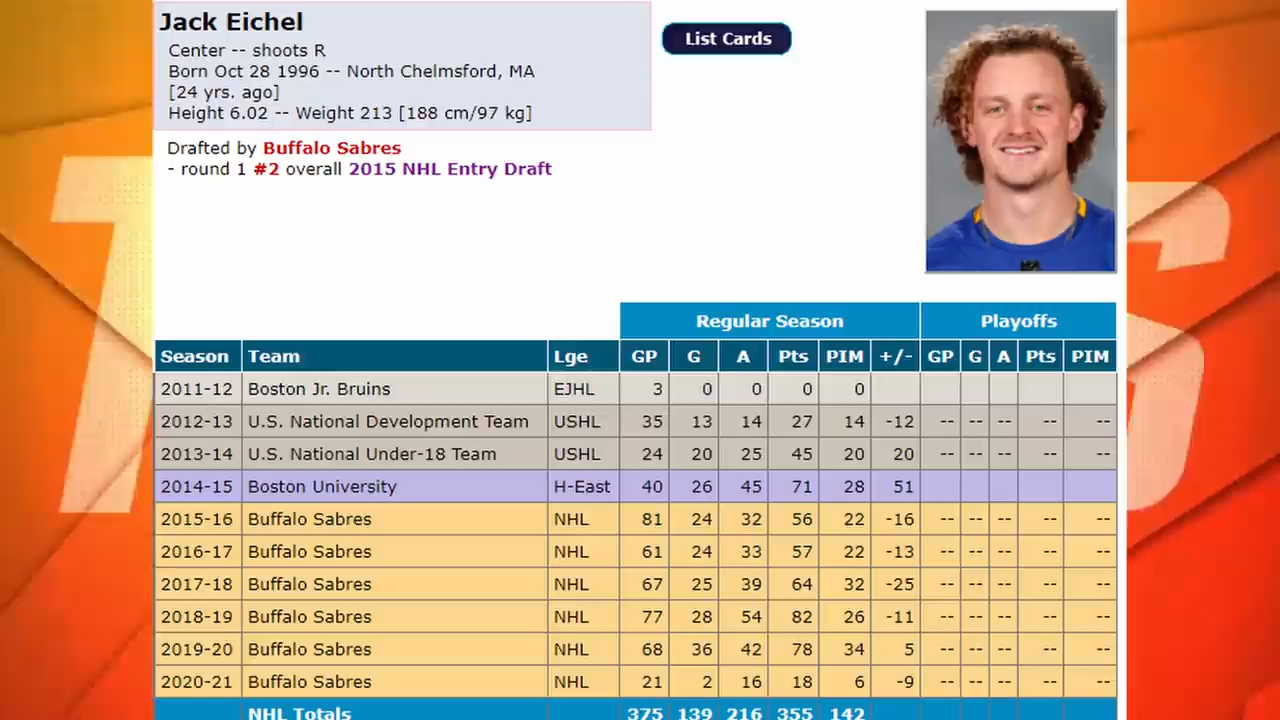 Jack Eichel
Center -- shoots R
Born Oct 28 1996 -- North Chelmsford, MA
[24 yrs. ago]
Height 6.02 -- Weight 213 [188 cm/97 kg]
List Cards
Drafted by Buffalo Sabres
- round 1 #2 overall 2015 NHL Entry Draft
Regular Season Playoffs
Season Team Lge GP G A Pts PIM +/- GP G A Pts PIM
2011-12 Boston Jr. Bruins EJHL 3 0 0 0 0
2012-13 U.S. National Development Team USHL 35 13 14 27 14 -12 -- -- -- -- --
2013-14 U.S. National Under-18 Team USHL 24 20 25 45 20 20 -- -- -- -- --
2014-15 Boston University H-East 40 26 45 71 28 51
2015-16 Buffalo Sabres NHL 81 24 32 56 22 -16 -- -- -- -- --
2016-17 Buffalo Sabres NHL 61 24 33 57 22 -13 -- -- -- -- --
2017-18 Buffalo Sabres NHL 67 25 39 64 32 -25 -- -- -- -- --
2018-19 Buffalo Sabres NHL 77 28 54 82 26 -11 -- -- -- -- --
2019-20 Buffalo Sabres NHL 68 36 42 78 34 5 -- -- -- -- --
2020-21 Buffalo Sabres NHL 21 2 16 18 6 -9 -- -- -- -- --
NHL Totals 375 139 216 355 142